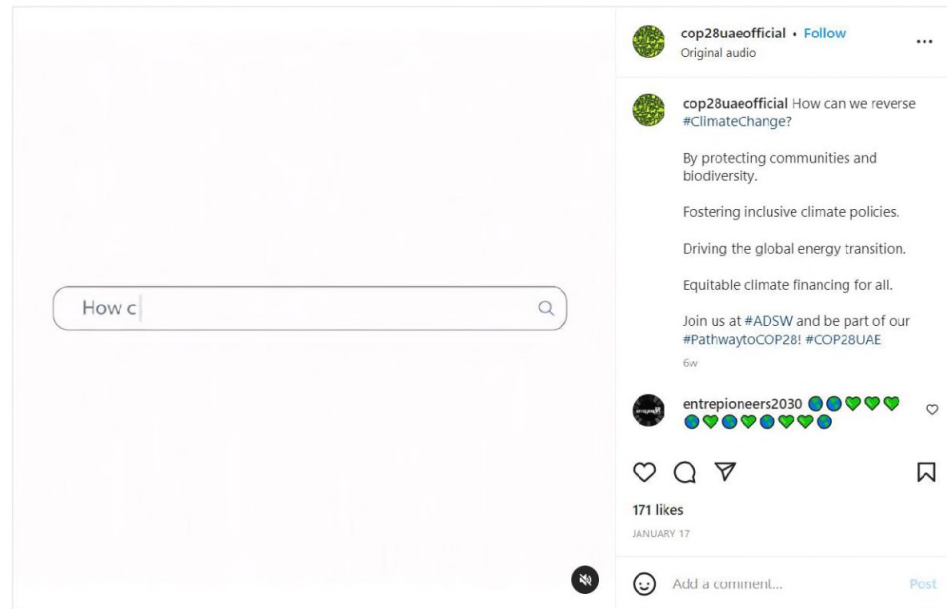 How c
cop28uaeofficial • Follow
Original audio
cop28uaeofficial How can we reverse
#ClimateChange?
By protecting communities and
biodiversity.
Fostering inclusive climate policies.
Driving the global energy transition.
Equitable climate financing for all.
Join us at #ADSW and be part of our
#PathwaytoCOP28! #COP28UAE
6w
entrepioneers2030 🌍🌍💚💚💚
🌍💚🌍💚🌍💚💚🌍
171 likes
JANUARY 17
Add a comment...
Post